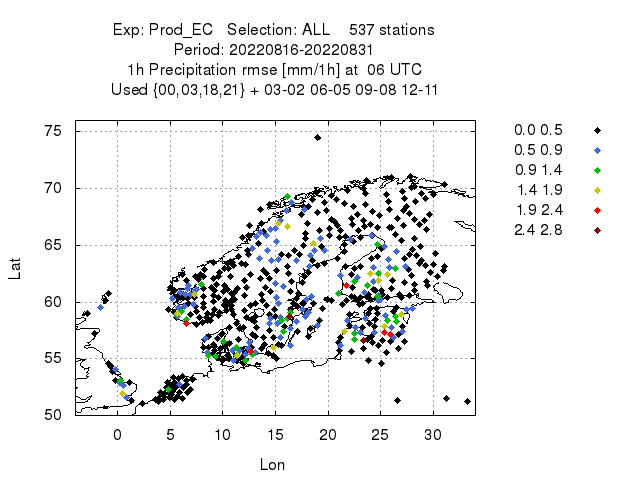 Exp: Prod_EC Selection: ALL 537 stations
Period: 20220816-20220831
1h Precipitation rmse [mm/1h] at 06 UTC
Used {00,03,18,21} + 03-02 06-05 09-08 12-11
75
70
65
60
55
50
Lat
0 5 10 15 20 25 30
Lon
0.0 0.5
0.5 0.9
0.9 1.4
1.4 1.9
1.9 2.4
2.4 2.8